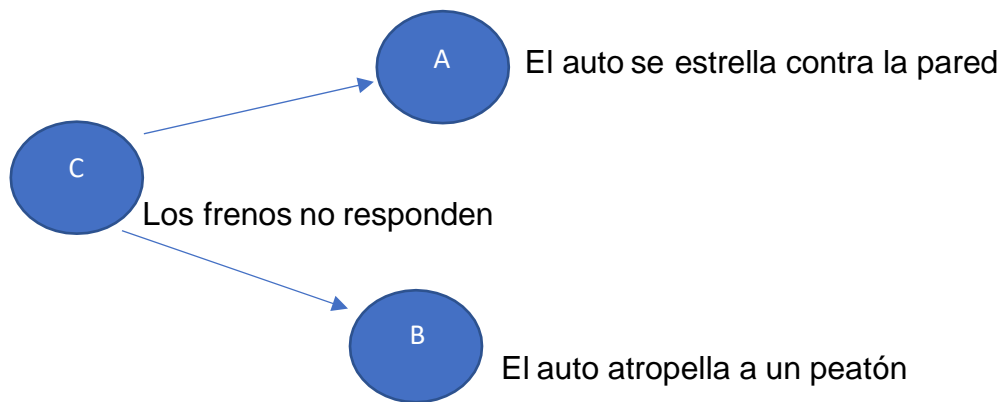 A
El auto se estrella contra la pared
C
Los frenos no responden
B
El auto atropella a un peatón